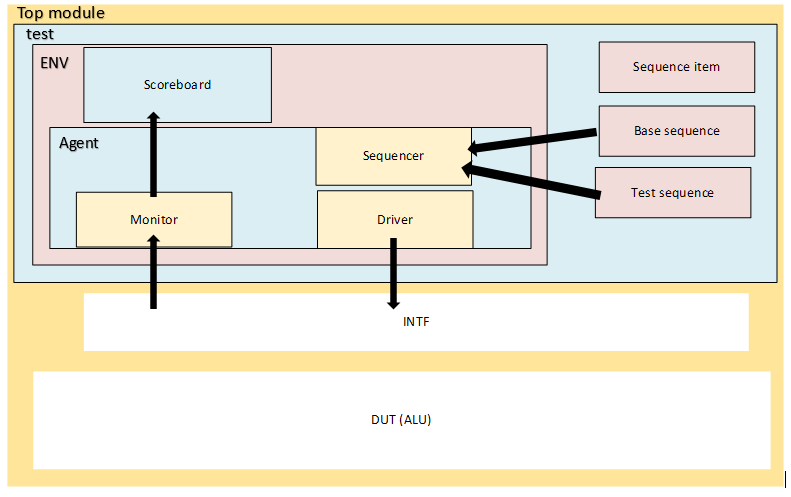 Top module
test
ENV
Scoreboard
Sequence item
Agent
Sequencer
Base sequence
Monitor
Driver
Test sequence
INTF
DUT (ALU)